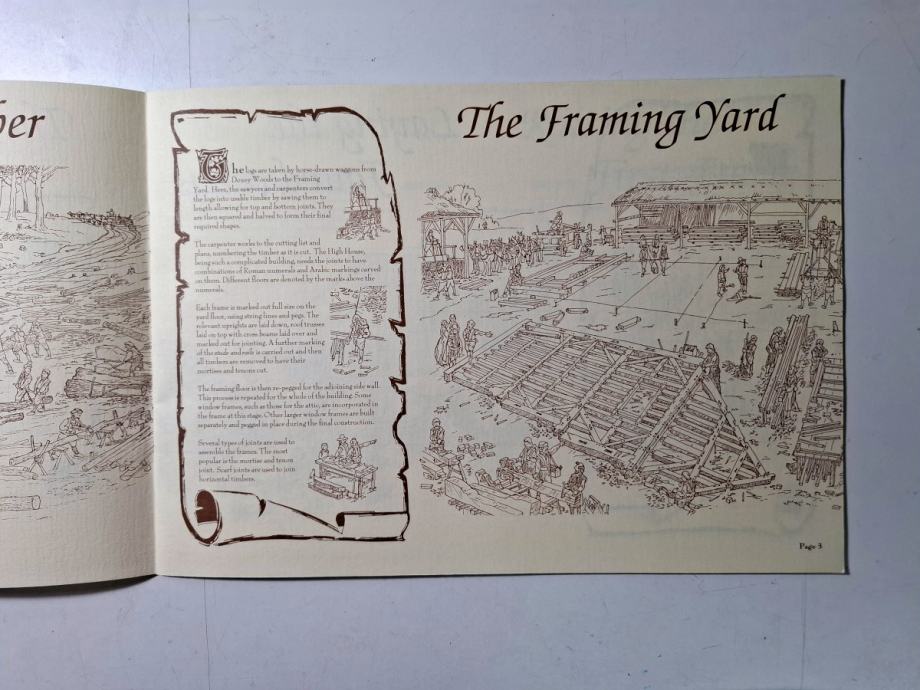 ber
The Framing Yard
The logs are taken by horse-drawn waggons from
Doxey Woods to the Framing
Yard. Here, the sawyers and carpenters convert
the logs into usable timber by sawing them to
length allowing for top and bottom joints. They
are then squared and halved to form their final
required shapes.
The carpenter works to the cutting list and
plans, numbering the timber as it is cut. The High House,
being such a complicated building, needs the joints to have
combinations of Roman numerals and Arabic markings carved
on them. Different floors are denoted by the marks above the
numerals.
Each frame is marked out full size on the
yard floor, using string lines and pegs. The
relevant uprights are laid down, roof trusses
laid on top with cross beams laid over and
marked out for jointing. A further marking
of the studs and rails is carried out and then
all timbers are removed to have their
mortises and tenons cut.
The framing floor is then re-pegged for the adjoining side wall.
This process is repeated for the whole of the building. Some
window frames, such as those for the attic, are incorporated in
the frame at this stage. Other larger window frames are built
separately and pegged in place during the final construction.
Several types of joints are used to
assemble the frames. The most
popular is the mortise and tenon
joint. Scarf joints are used to join
horizontal timbers.
Page 3